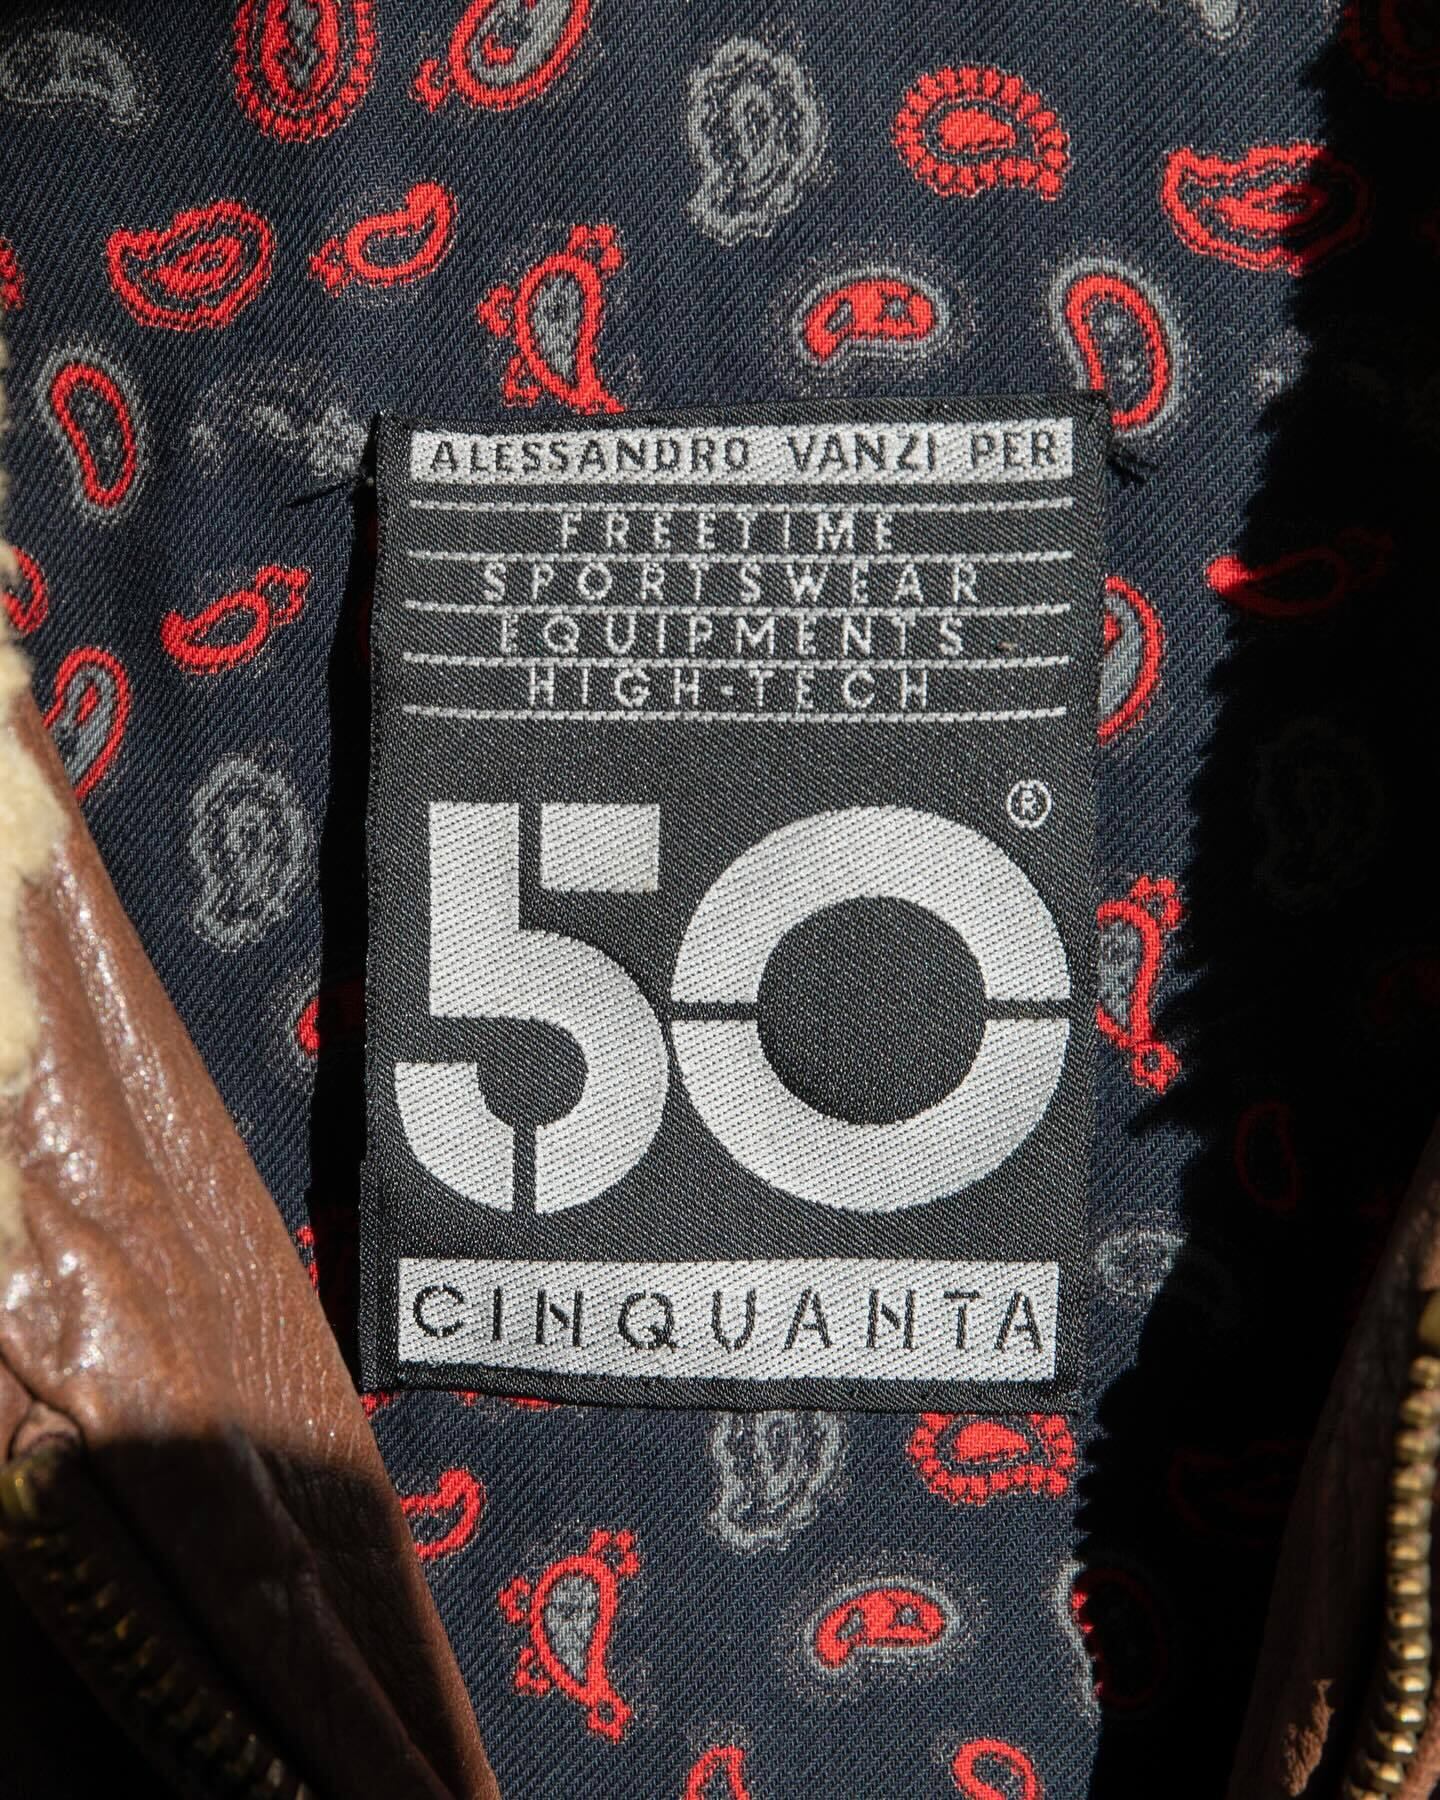 ALESSANDRO VANZI PER
FREETIME
SPORTSWEAR
EQUIPMENTS
HIGH-TECH
50®
CINQUANTA